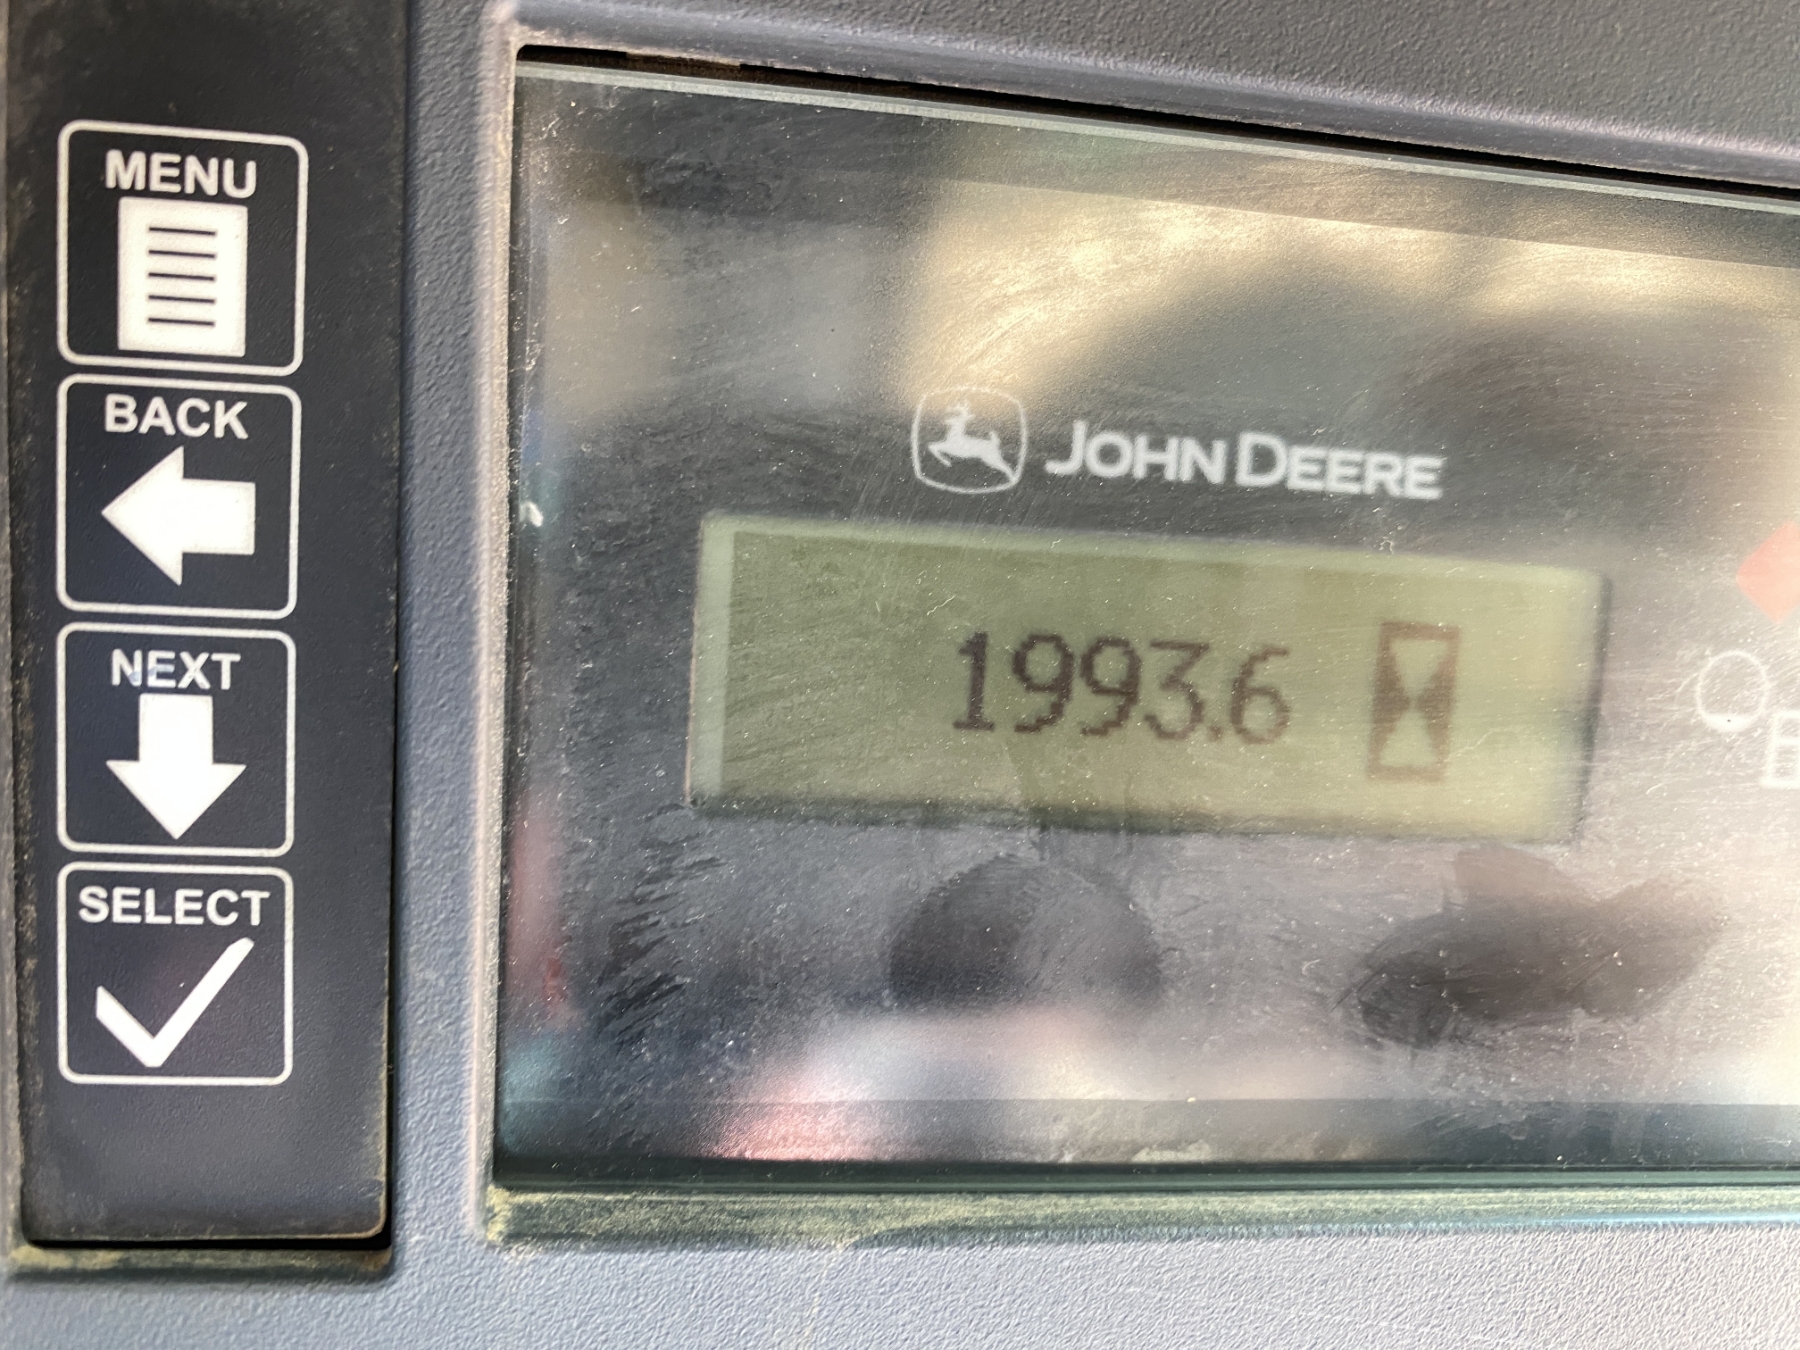 MENU
BACK
NEXT
SELECT
JOHN DEERE
1993.6